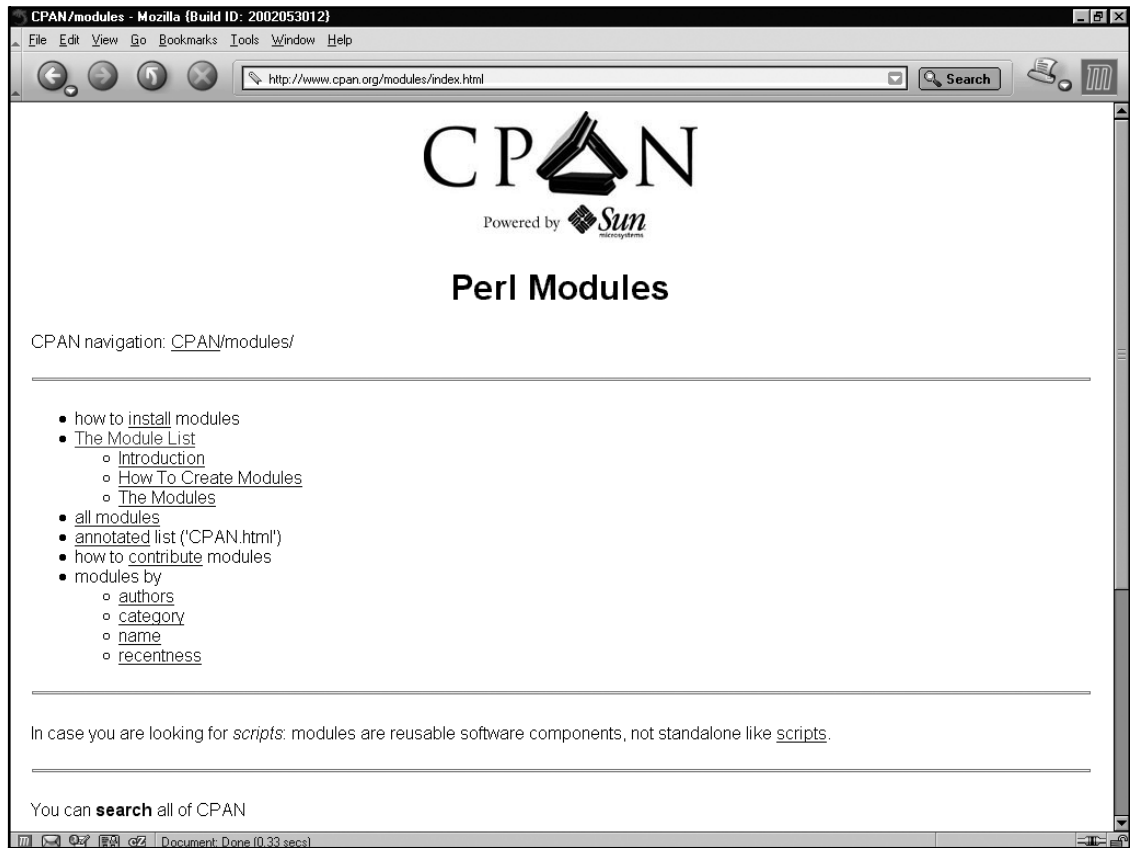 CPAN/modules - Mozilla {Build ID: 2002053012}
File Edit View Go Bookmarks Tools Window Help
http://www.cpan.org/modules/index.html
Search
CPAN
Powered by Sun
microsystems
Perl Modules
CPAN navigation: CPAN/modules/
how to install modules
The Module List
Introduction
How To Create Modules
The Modules
all modules
annotated list ('CPAN.html')
how to contribute modules
modules by
authors
category
name
recentness
In case you are looking for scripts: modules are reusable software components, not standalone like scripts.
You can search all of CPAN
Document: Done (0.33 secs)